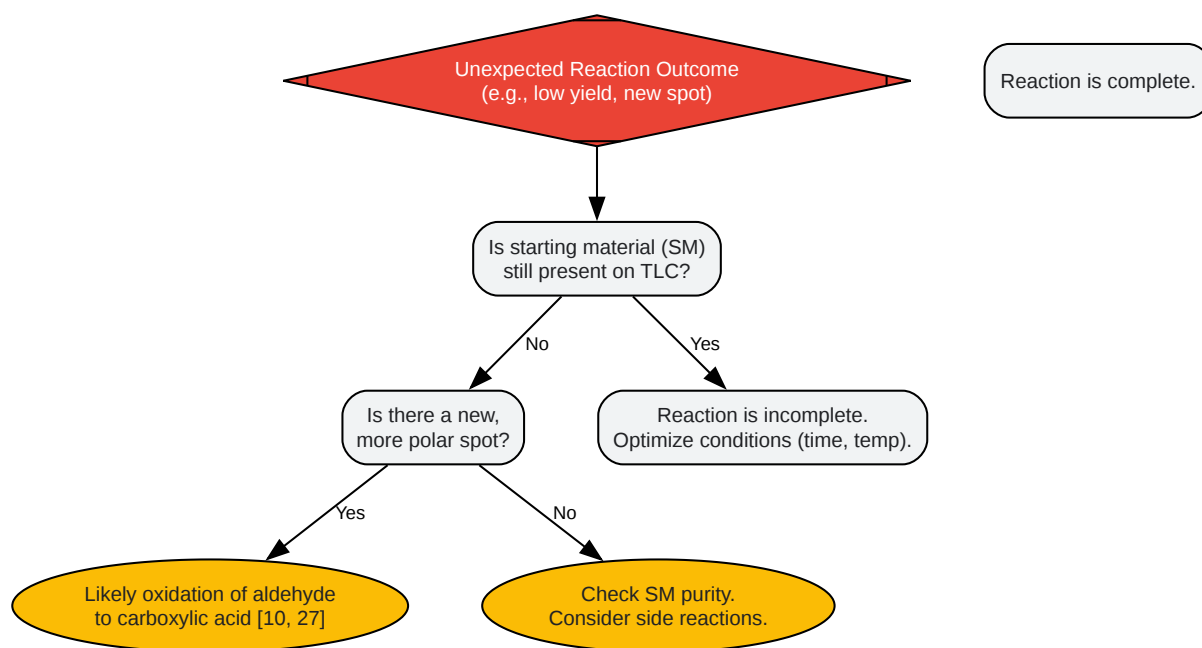 Unexpected Reaction Outcome
(e.g., low yield, new spot)
Reaction is complete.
Is starting material (SM)
still present on TLC?
No
Yes
Is there a new,
more polar spot?
Reaction is incomplete.
Optimize conditions (time, temp).
Yes
No
Likely oxidation of aldehyde
to carboxylic acid [10, 27]
Check SM purity.
Consider side reactions.